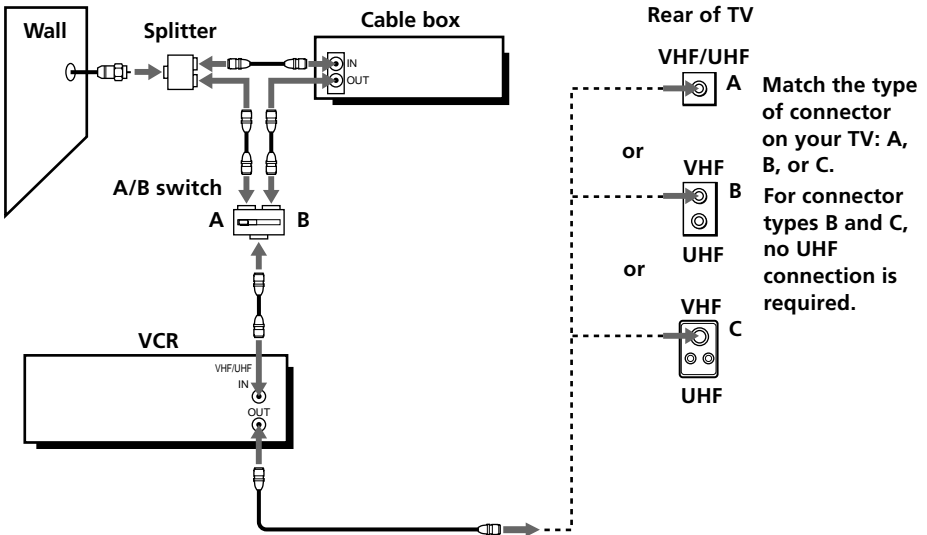 Wall
Splitter
Cable box
IN
OUT
A/B switch
A
B
VCR
VHF/UHF
IN
OUT
Rear of TV
VHF/UHF
A
or
VHF
B
UHF
or
VHF
C
UHF
Match the type
of connector
on your TV: A,
B, or C.
For connector
types B and C,
no UHF
connection is
required.